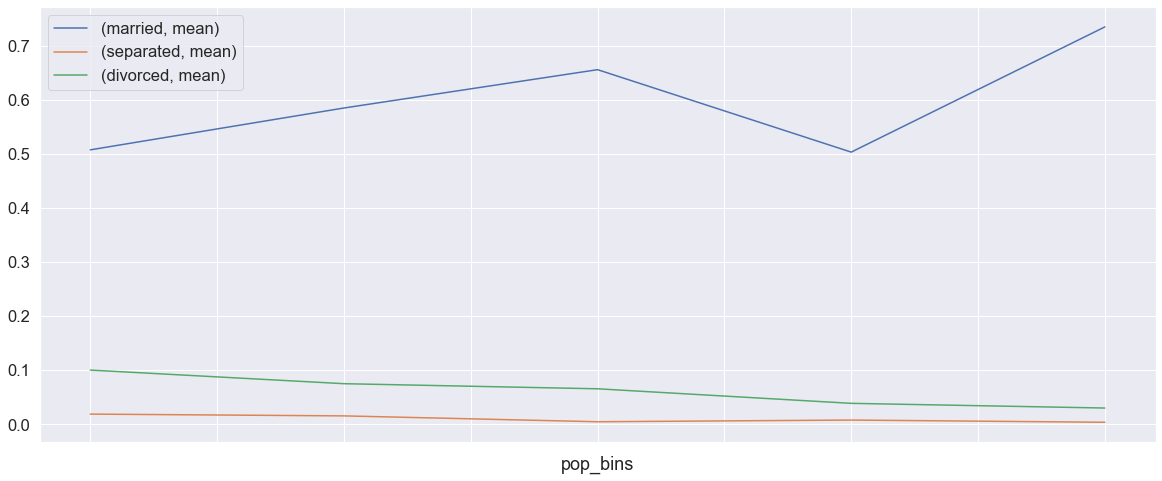 (married, mean)
(separated, mean)
(divorced, mean)
0.7
0.6
0.5
0.4
0.3
0.2
0.1
0.0
pop_bins